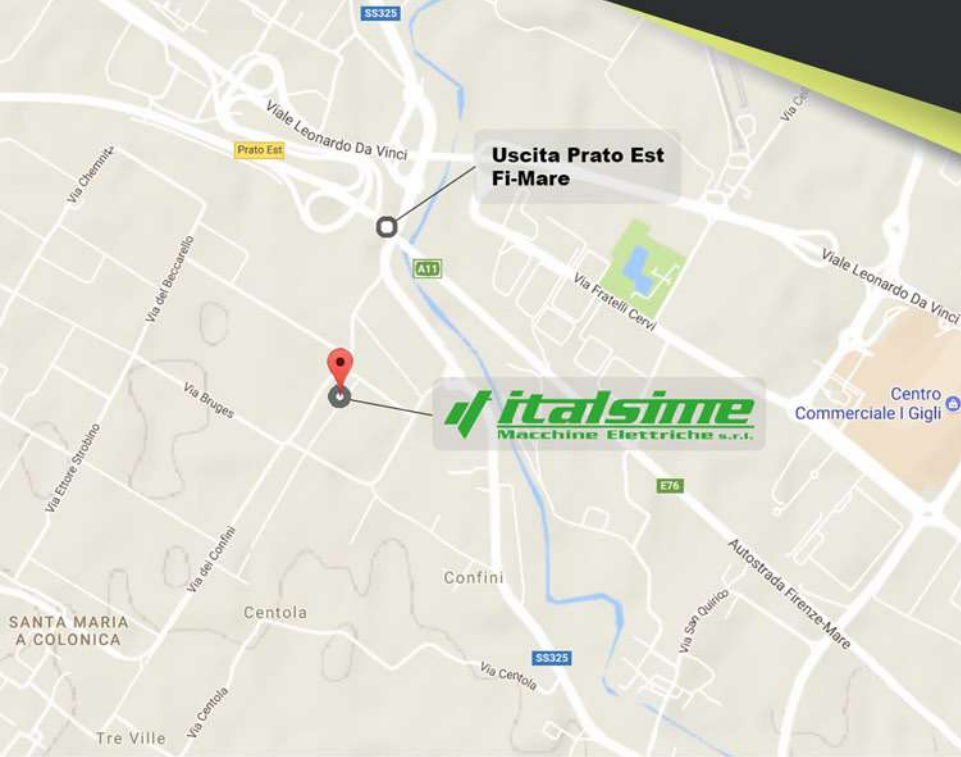 SS325
Viale Leonardo Da Vinci
Prato Est
Via Chemnit
Uscita Prato Est
Fi-Mare
Via del Beccarello
A11
Via Fratelli Cervi
Viale Leonardo Da Vinci
Via Bruges
italsime
Macchine Elettriche s.r.l.
Centro
Commerciale I Gigli
Via Ettore Strobino
E76
Via dei Confini
Confini
Autostrada Firenze-Mare
Centola
SANTA MARIA
A COLONICA
Via San Quirico
SS325
Via Centola
Via Centola
Tre Ville